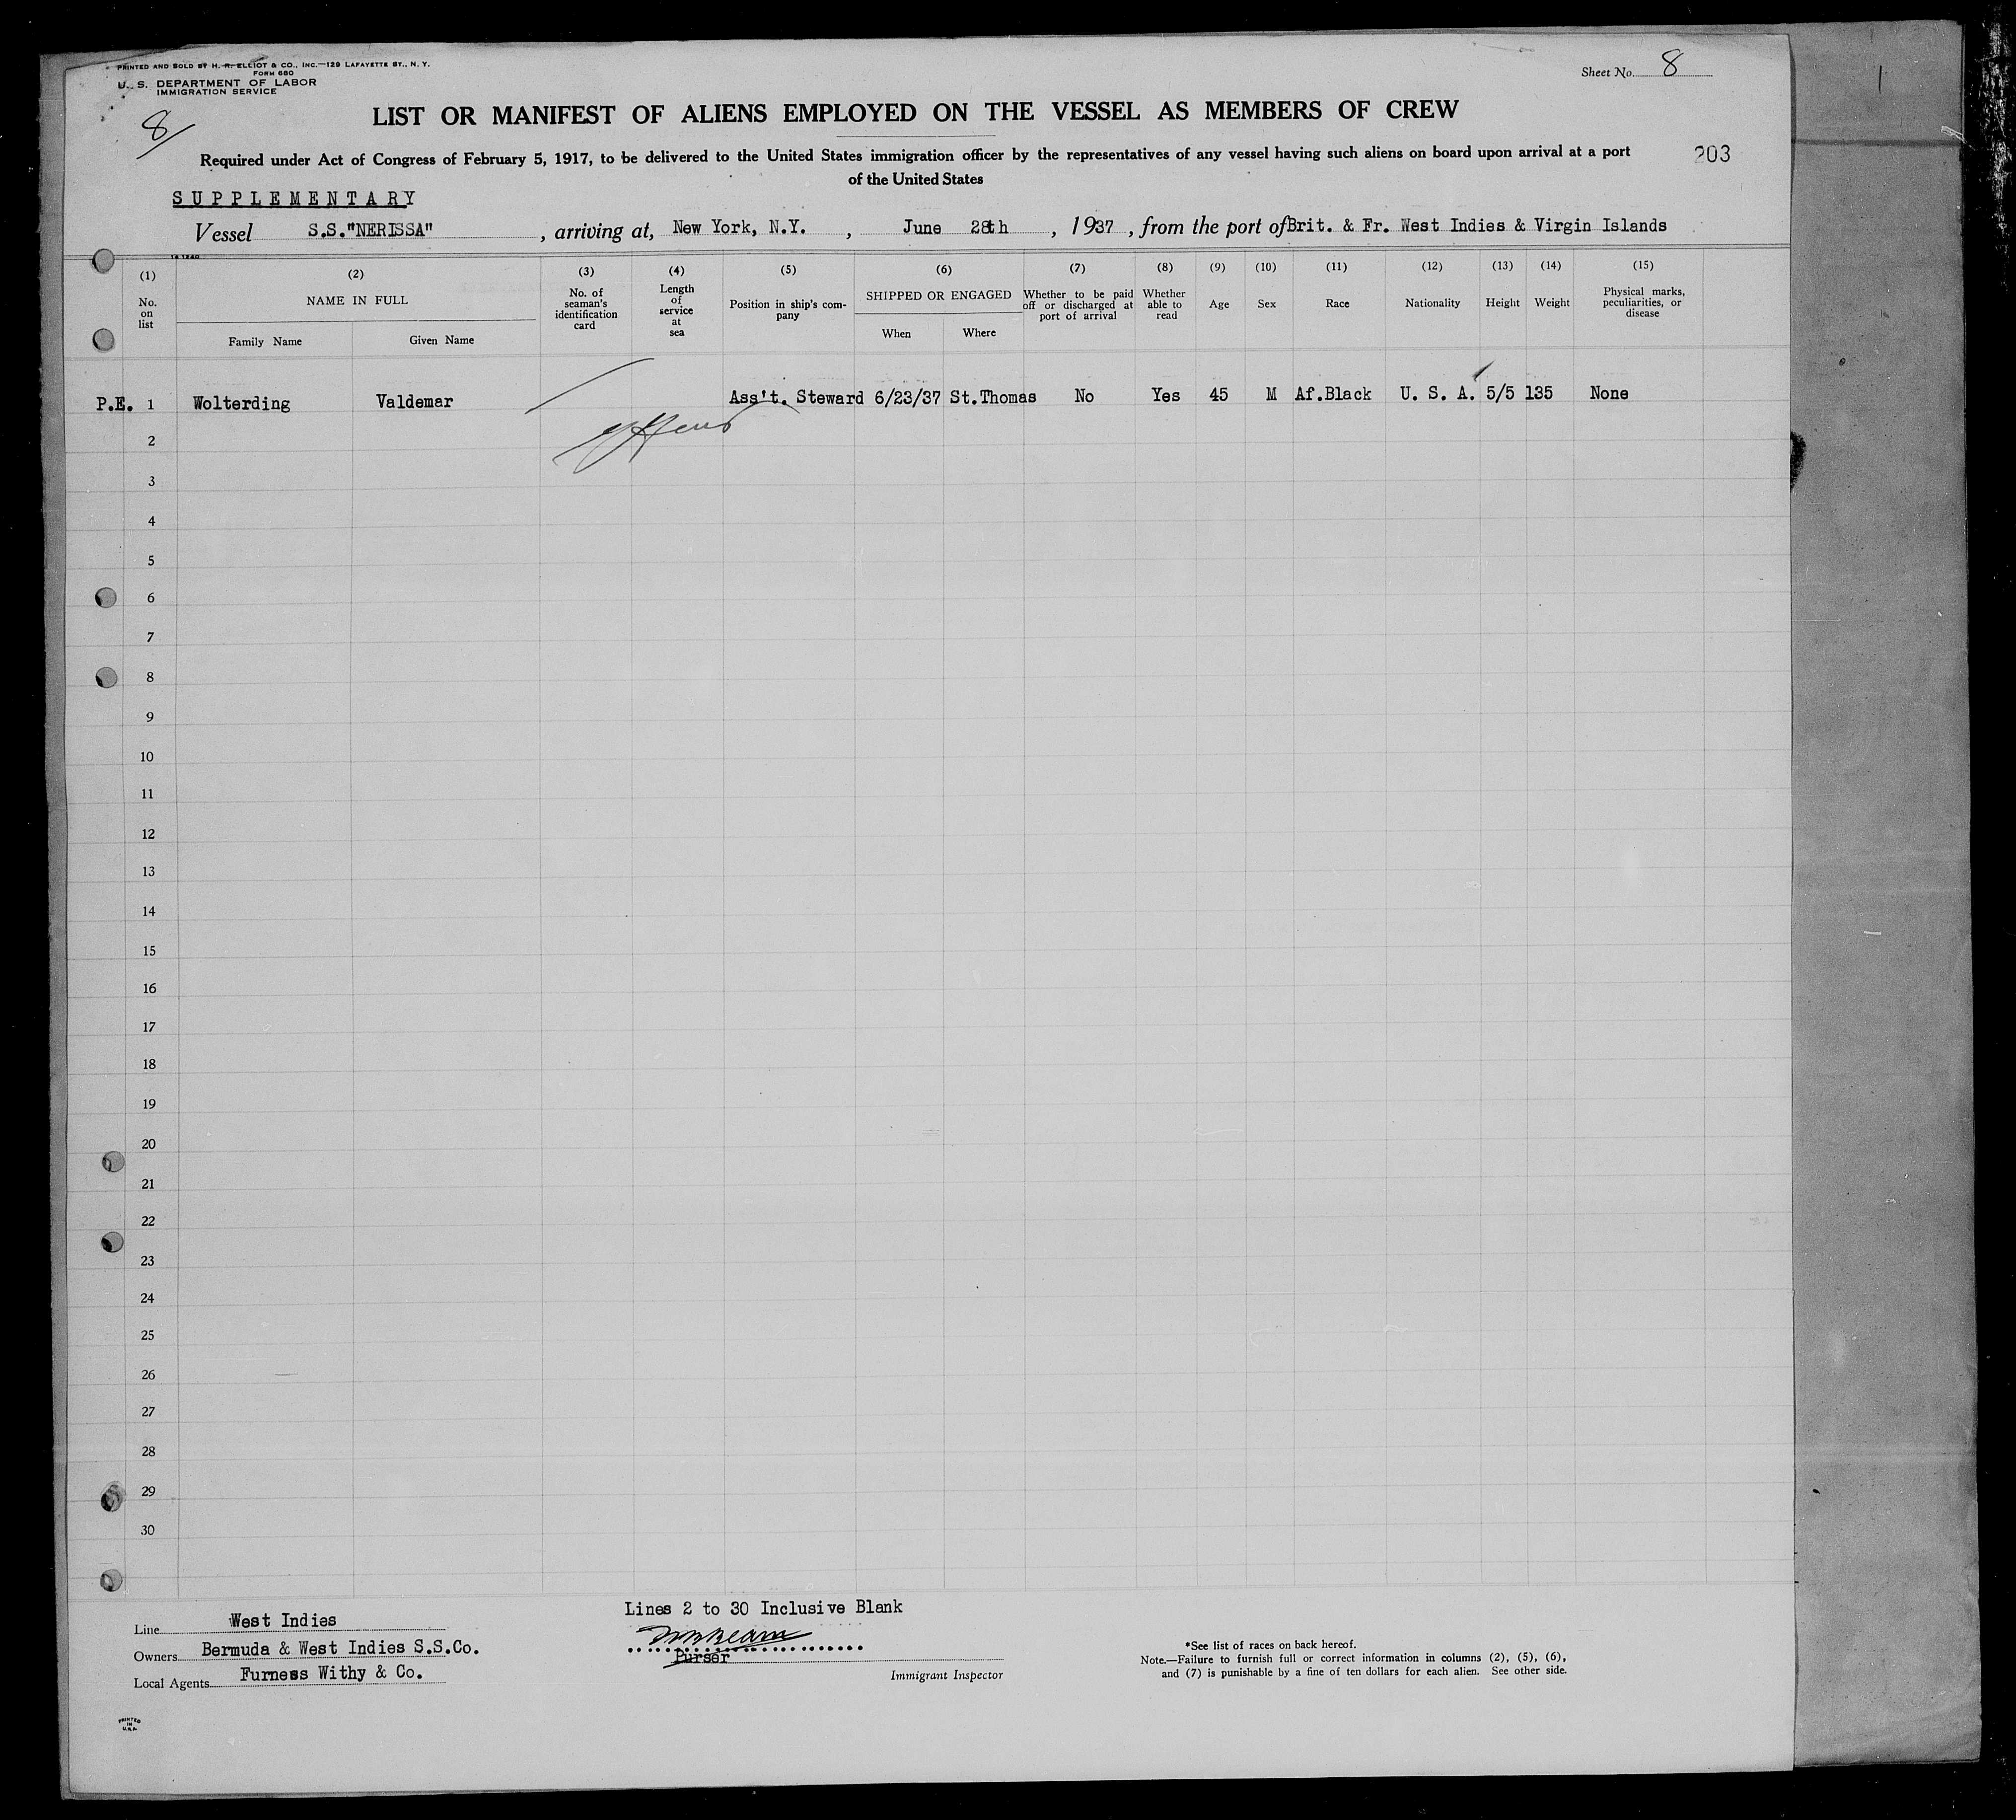 PRINTED AND SOLD BY H. R. ELLIOT & CO., INC.—129 LAFAYETTE ST., N. Y.
FORM 680
U. S. DEPARTMENT OF LABOR
IMMIGRATION SERVICE
Sheet No. 8
8
LIST OR MANIFEST OF ALIENS EMPLOYED ON THE VESSEL AS MEMBERS OF CREW
Required under Act of Congress of February 5, 1917, to be delivered to the United States immigration officer by the representatives of any vessel having such aliens on board upon arrival at a port
of the United States
203
SUPPLEMENTARY
Vessel S.S."NERISSA", arriving at, New York, N.Y., June 28th, 1937, from the port of Brit. & Fr. West Indies & Virgin Islands
(1) (2) (3) (4) (5) (6) (7) (8) (9) (10) (11) (12) (13) (14) (15)
No. on list
NAME IN FULL
Family Name
Given Name
No. of seaman's identification card
Length of service at sea
Position in ship's company
SHIPPED OR ENGAGED
When
Where
Whether to be paid off or discharged at port of arrival
Whether able to read
Age
Sex
Race
Nationality
Height
Weight
Physical marks, peculiarities, or disease
P.E. 1 Wolterding Valdemar Ass't. Steward 6/23/37 St.Thomas No Yes 45 M Af.Black U. S. A. 5/5 135 None
2
3
4
5
6
7
8
9
10
11
12
13
14
15
16
17
18
19
20
21
22
23
24
25
26
27
28
29
30
Lines 2 to 30 Inclusive Blank
Line West Indies
Owners Bermuda & West Indies S.S.Co.
Local Agents Furness Withy & Co.
Purser
Immigrant Inspector
*See list of races on back hereof.
Note.—Failure to furnish full or correct information in columns (2), (5), (6),
and (7) is punishable by a fine of ten dollars for each alien. See other side.
PRINTED
IN
U.S.A.